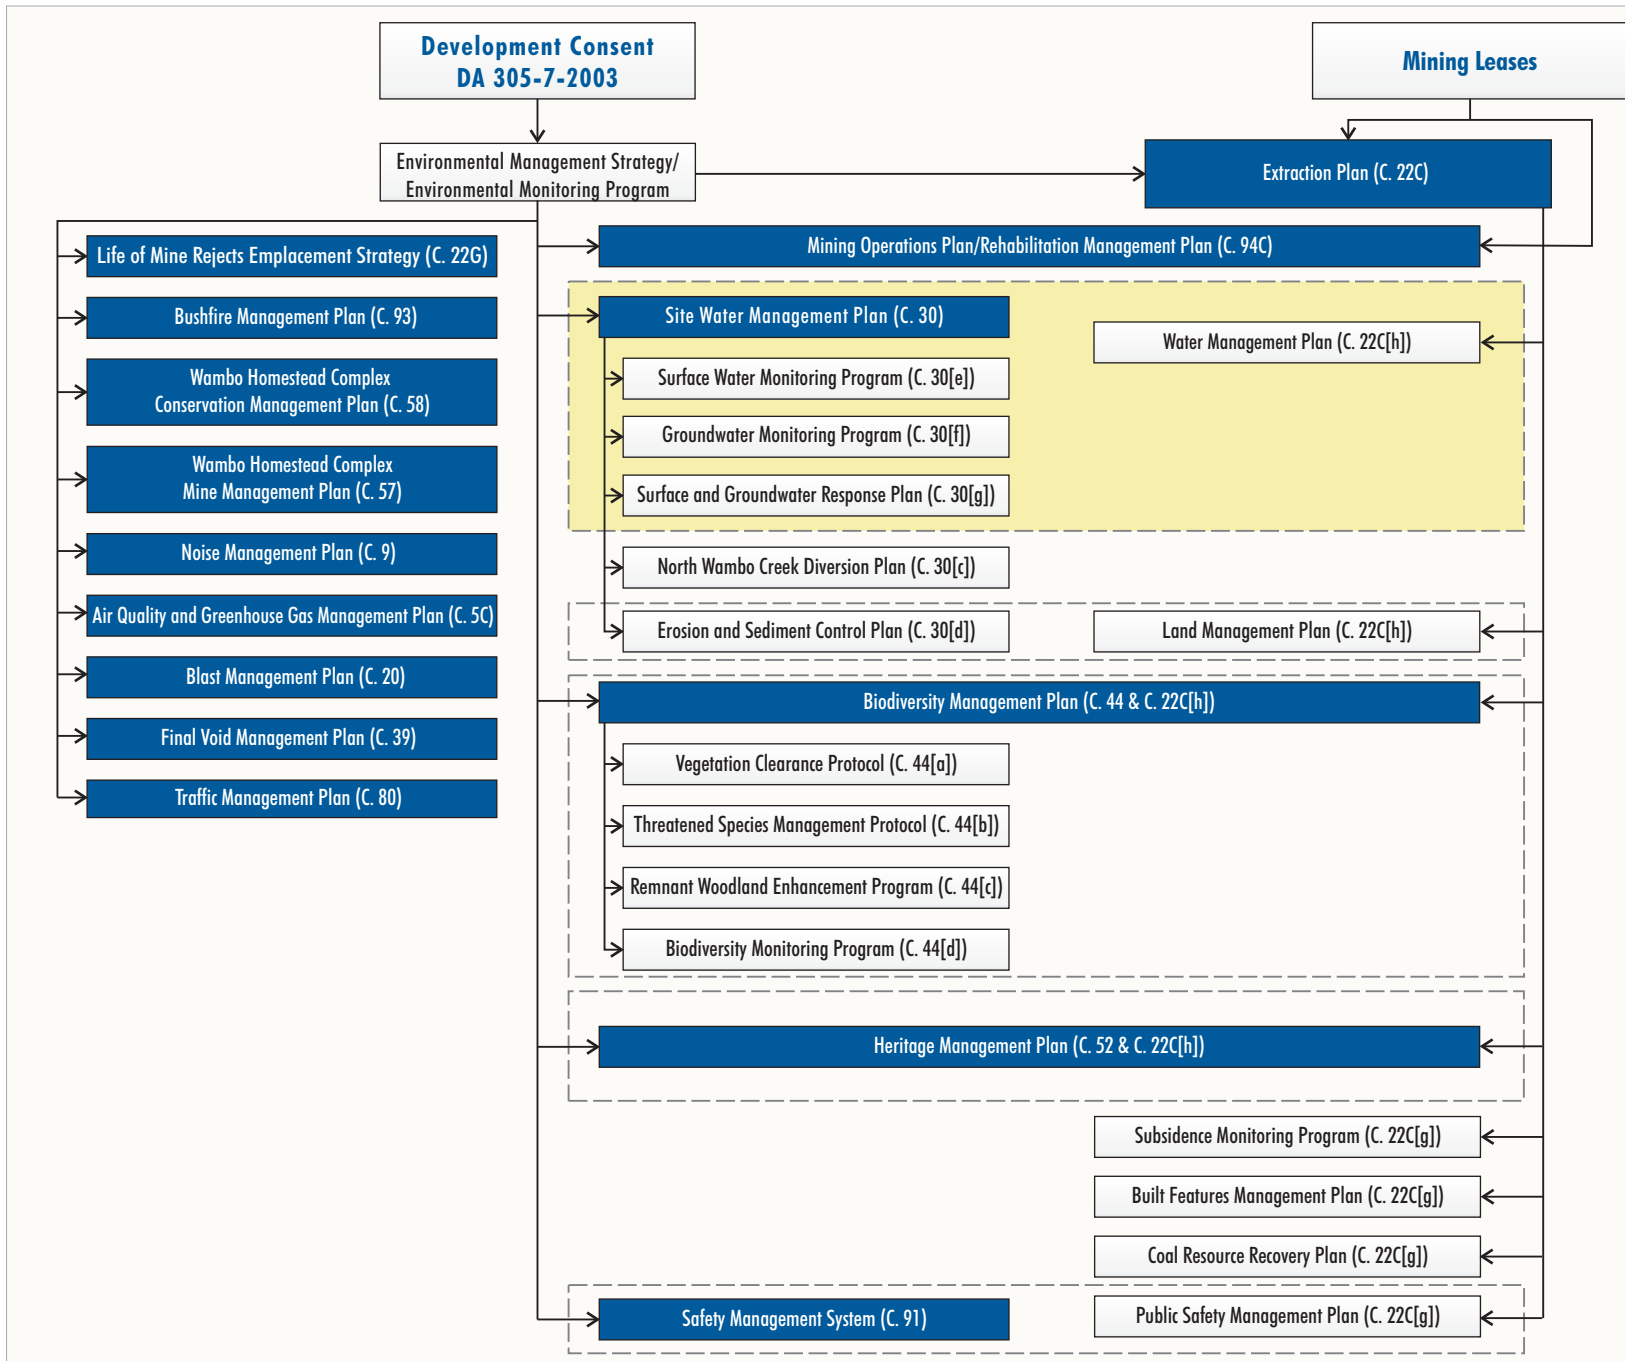 Development Consent
DA 305-7-2003
Mining Leases
Environmental Management Strategy/
Environmental Monitoring Program
Extraction Plan (C. 22C)
Life of Mine Rejects Emplacement Strategy (C. 22G)
Bushfire Management Plan (C. 93)
Wambo Homestead Complex
Conservation Management Plan (C. 58)
Wambo Homestead Complex
Mine Management Plan (C. 57)
Noise Management Plan (C. 9)
Air Quality and Greenhouse Gas Management Plan (C. 5C)
Blast Management Plan (C. 20)
Final Void Management Plan (C. 39)
Traffic Management Plan (C. 80)
Mining Operations Plan/Rehabilitation Management Plan (C. 94C)
Site Water Management Plan (C. 30)
Water Management Plan (C. 22C[h])
Surface Water Monitoring Program (C. 30[e])
Groundwater Monitoring Program (C. 30[f])
Surface and Groundwater Response Plan (C. 30[g])
North Wambo Creek Diversion Plan (C. 30[c])
Erosion and Sediment Control Plan (C. 30[d])
Land Management Plan (C. 22C[h])
Biodiversity Management Plan (C. 44 & C. 22C[h])
Vegetation Clearance Protocol (C. 44[a])
Threatened Species Management Protocol (C. 44[b])
Remnant Woodland Enhancement Program (C. 44[c])
Biodiversity Monitoring Program (C. 44[d])
Heritage Management Plan (C. 52 & C. 22C[h])
Subsidence Monitoring Program (C. 22C[g])
Built Features Management Plan (C. 22C[g])
Coal Resource Recovery Plan (C. 22C[g])
Safety Management System (C. 91)
Public Safety Management Plan (C. 22C[g])